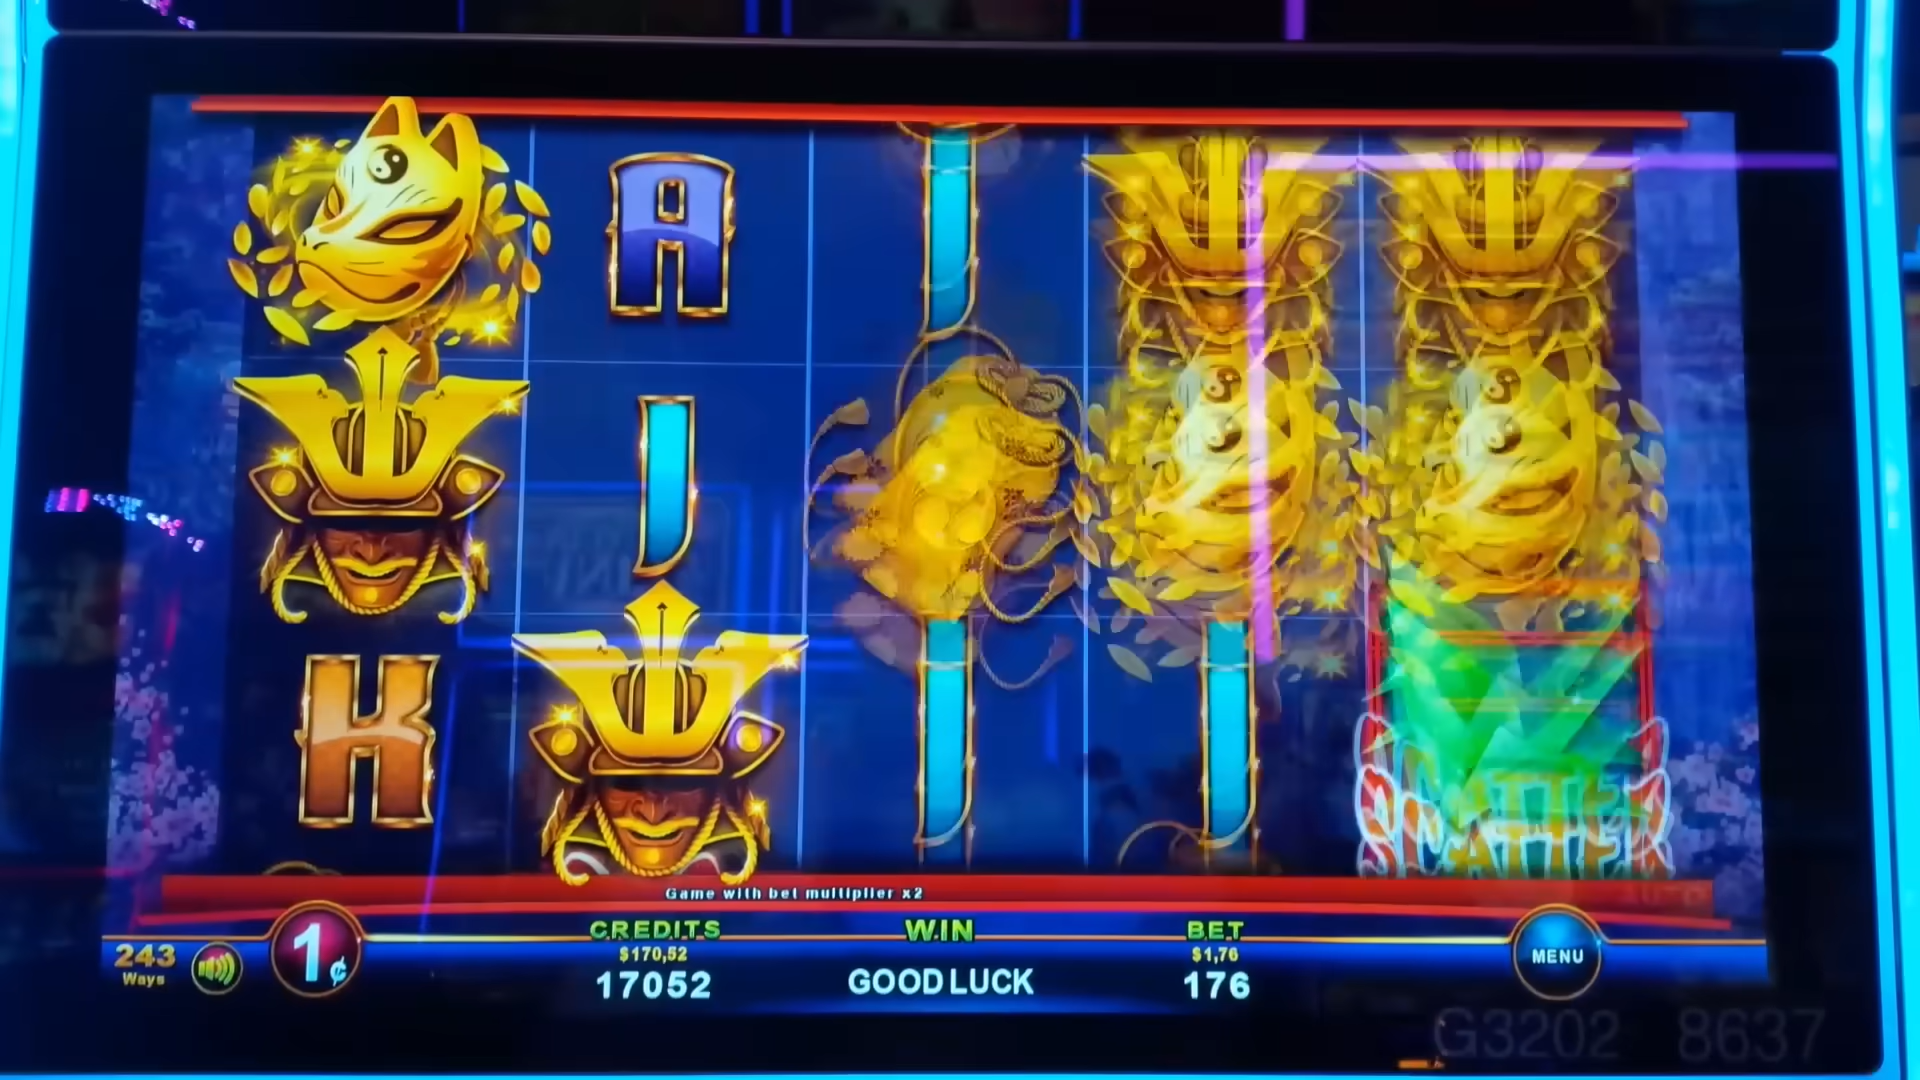 A
J
K
SCATTER
Game with bet multiplier x2
243
Ways
1¢
CREDITS
$170,52
17052
WIN
GOOD LUCK
BET
$1,76
176
MENU
G3202 8637